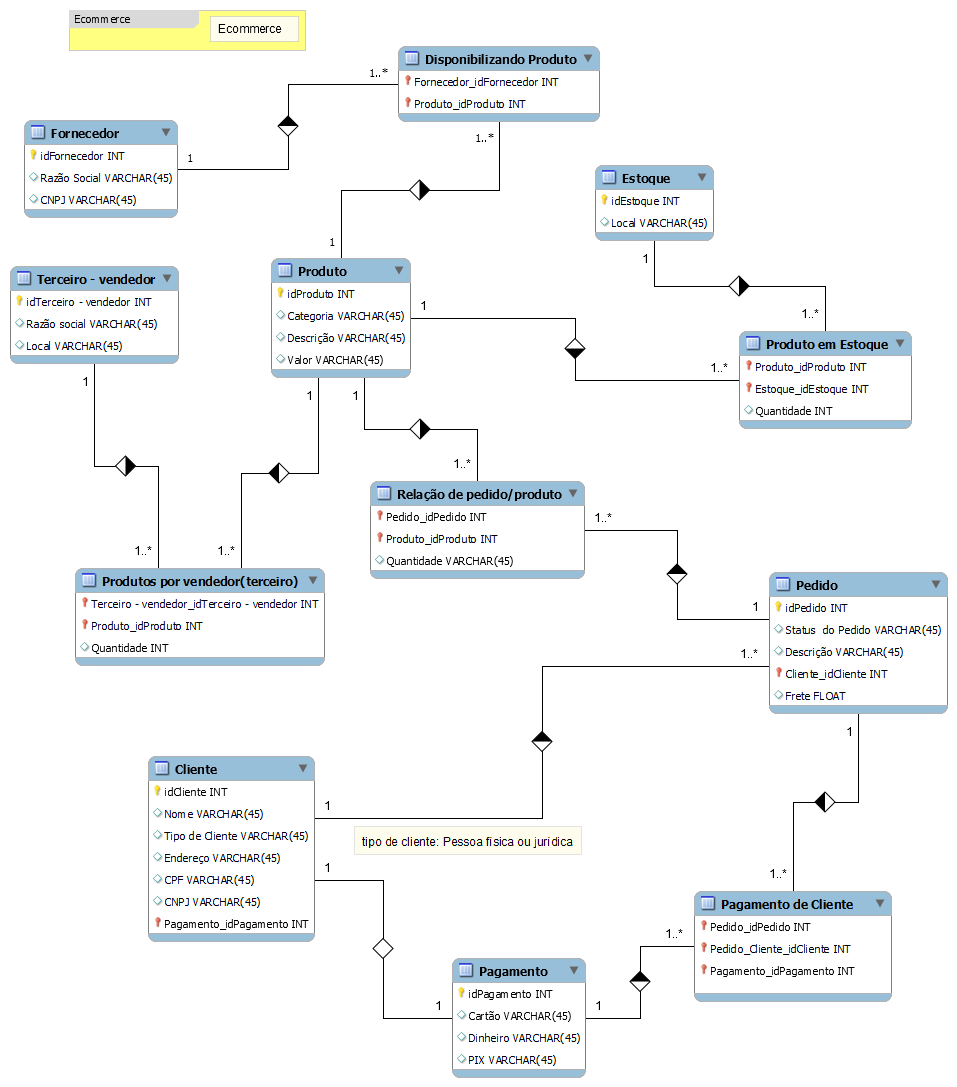 Ecommerce
Ecommerce
Disponibilizando Produto
Fornecedor_idFornecedor INT
Produto_idProduto INT
1..*
1..*
Fornecedor
idFornecedor INT
Razão Social VARCHAR(45)
CNPJ VARCHAR(45)
1
Estoque
idEstoque INT
Local VARCHAR(45)
1
1..*
Terceiro - vendedor
idTerceiro - vendedor INT
Razão social VARCHAR(45)
Local VARCHAR(45)
1
1
Produto
idProduto INT
Categoria VARCHAR(45)
Descrição VARCHAR(45)
Valor VARCHAR(45)
1
1
1
Produto em Estoque
Produto_idProduto INT
Estoque_idEstoque INT
Quantidade INT
1..*
Relação de pedido/produto
Pedido_idPedido INT
Produto_idProduto INT
Quantidade VARCHAR(45)
1..*
1..*
1..*
1..*
Produtos por vendedor(terceiro)
Terceiro - vendedor_idTerceiro - vendedor INT
Produto_idProduto INT
Quantidade INT
Pedido
idPedido INT
Status  do Pedido VARCHAR(45)
Descrição VARCHAR(45)
Cliente_idCliente INT
Frete FLOAT
1
1..*
1
Cliente
idCliente INT
Nome VARCHAR(45)
Tipo de Cliente VARCHAR(45)
Endereço VARCHAR(45)
CPF VARCHAR(45)
CNPJ VARCHAR(45)
Pagamento_idPagamento INT
1
tipo de cliente: Pessoa fisica ou jurídica
1
1..*
Pagamento de Cliente
Pedido_idPedido INT
Pedido_Cliente_idCliente INT
Pagamento_idPagamento INT
1..*
Pagamento
idPagamento INT
Cartão VARCHAR(45)
Dinheiro VARCHAR(45)
PIX VARCHAR(45)
1
1